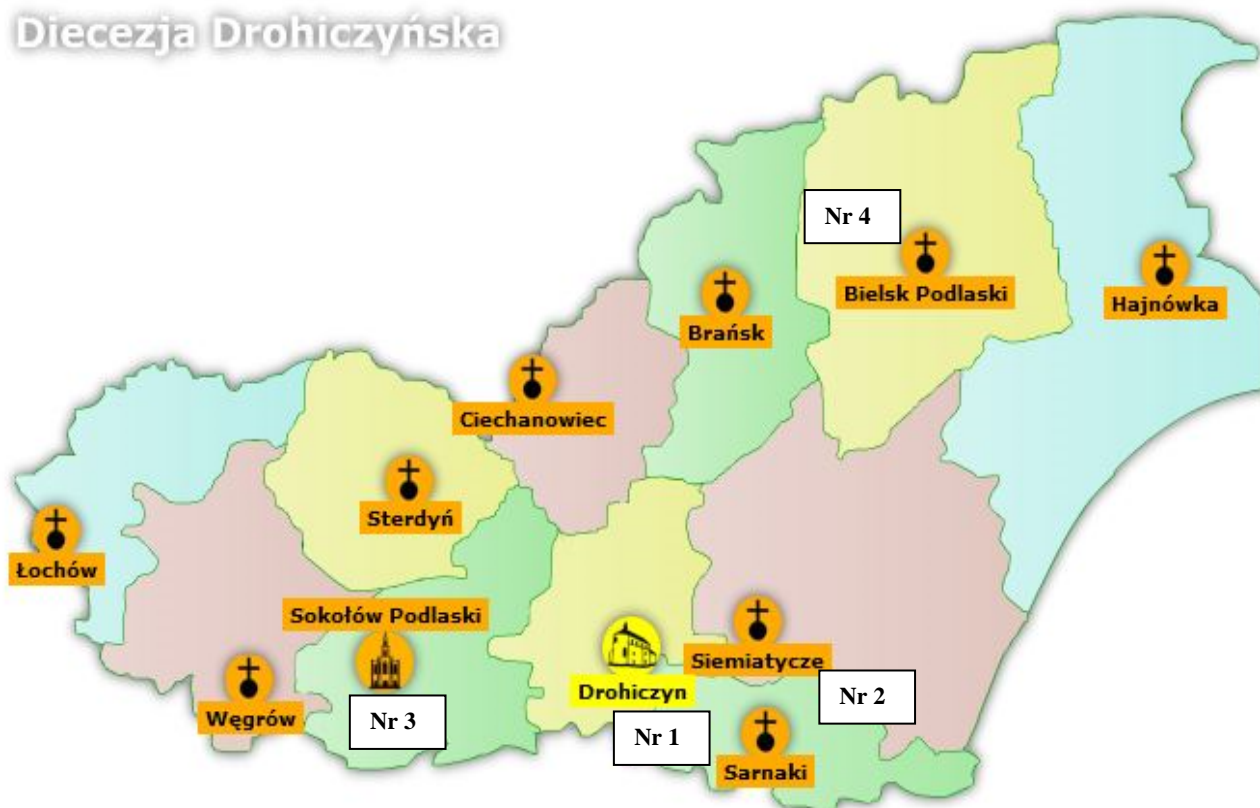 Diecezja Drohiczyńska
Nr 4
Bielsk Podlaski
Hajnówka
Brańsk
Ciechanowiec
Sterdyń
Łochów
Sokołów Podlaski
Siemiatycze
Drohiczyn
Nr 2
Węgrów
Nr 3
Nr 1
Sarnaki